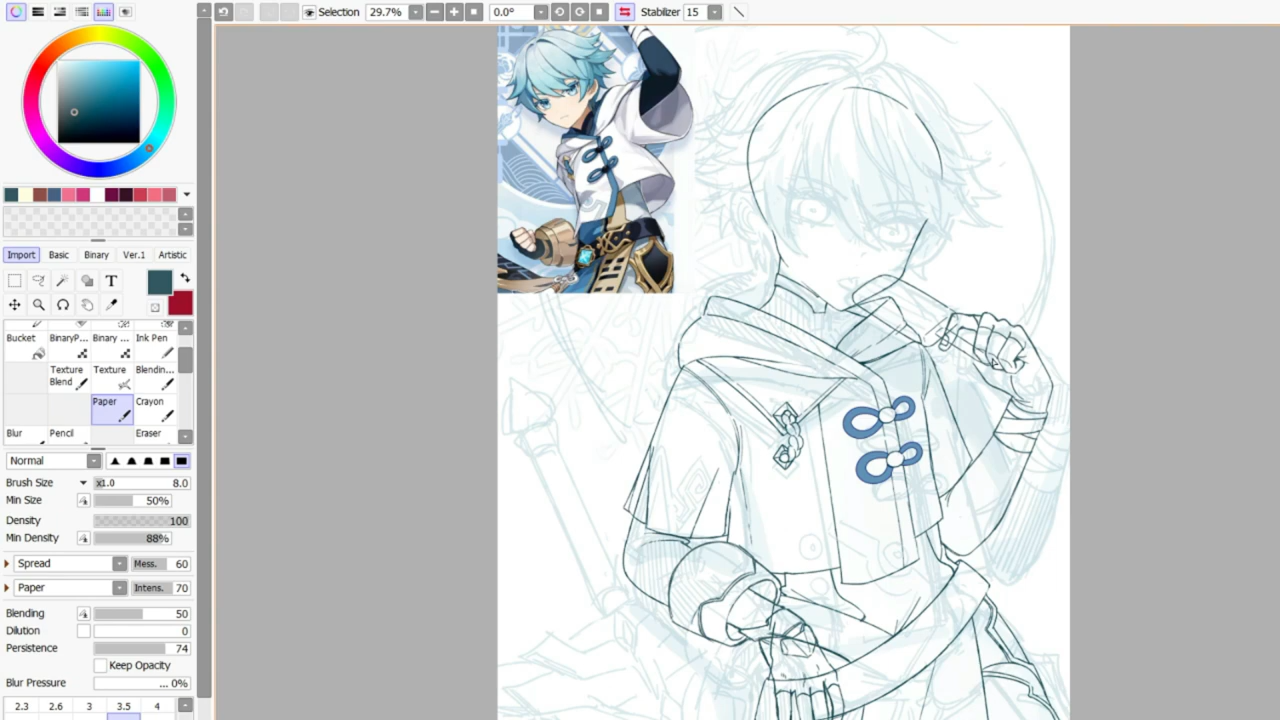 Selection 29.7% 0.0° Stabilizer 15
Import Basic Binary Ver.1 Artistic
T
Bucket BinaryP... Binary ... Ink Pen
Texture Blend Texture Blendin...
Paper Crayon
Blur Pencil Eraser
Normal
Brush Size x1.0 8.0
Min Size 50%
Density 100
Min Density 88%
Spread Mess. 60
Paper Intens. 70
Blending 50
Dilution 0
Persistence 74
Keep Opacity
Blur Pressure ... 0%
2.3 2.6 3 3.5 4